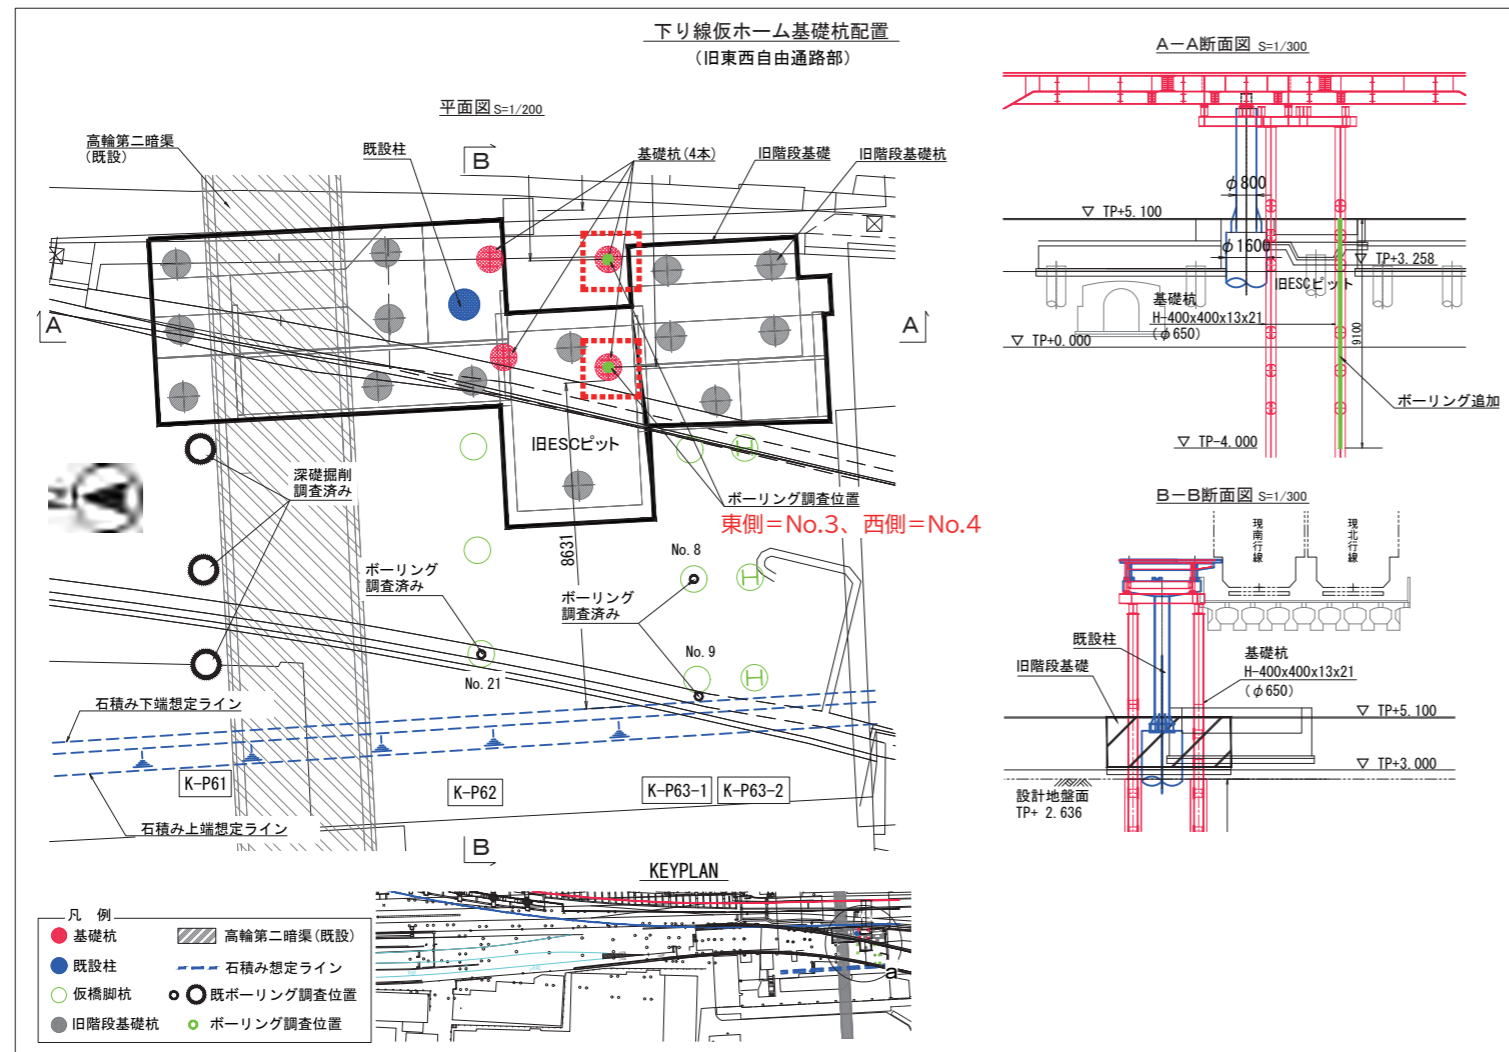 下り線仮ホーム基礎杭配置
(旧東西自由通路部)
平面図 S=1/200
高輪第二暗渠
(既設)
既設柱
B
基礎杭(4本)
旧階段基礎
旧階段基礎杭
A
A
旧ESCピット
深礎掘削
調査済み
ボーリング調査位置
東側=No.3、西側=No.4
8631
No.8
ボーリング
調査済み
ボーリング
調査済み
No.9
No.21
石積み下端想定ライン
K-P61
K-P62
K-P63-1
K-P63-2
石積み上端想定ライン
B
A-A断面図 S=1/300
φ800
▽ TP+5.100
φ1600
▽ TP+3.258
旧ESCピット
基礎杭
H-400x400x13x21
(φ650)
▽ TP+0.000
9100
ボーリング追加
▽ TP-4.000
B-B断面図 S=1/300
現南行線
現北行線
既設柱
旧階段基礎
基礎杭
H-400x400x13x21
(φ650)
▽ TP+5.100
▽ TP+3.000
設計地盤面
TP+ 2.636
KEYPLAN
a
凡 例
基礎杭
高輪第二暗渠(既設)
既設柱
石積み想定ライン
仮橋脚杭
既ボーリング調査位置
旧階段基礎杭
ボーリング調査位置